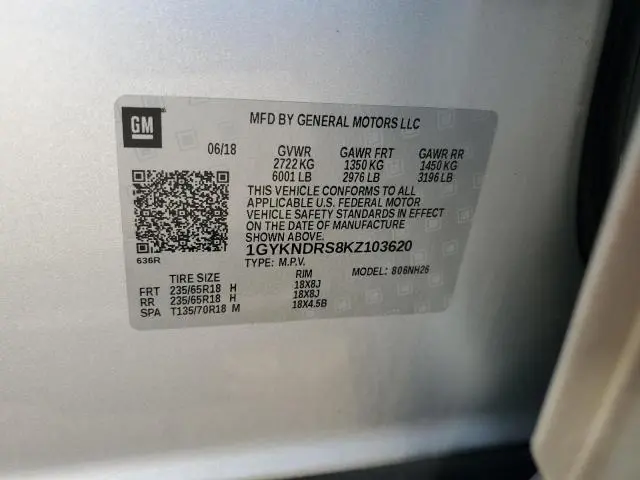 GM
MFD BY GENERAL MOTORS LLC
06/18 GVWR GAWR FRT GAWR RR
2722 KG 1350 KG 1450 KG
6001 LB 2976 LB 3196 LB
THIS VEHICLE CONFORMS TO ALL
APPLICABLE U.S. FEDERAL MOTOR
VEHICLE SAFETY STANDARDS IN EFFECT
ON THE DATE OF MANUFACTURE
SHOWN ABOVE.
1GYKNDRS8KZ103620
636R
TYPE: M.P.V. MODEL: 806NH26
TIRE SIZE RIM
FRT 235/65R18 H 18X8J
RR 235/65R18 H 18X8J
SPA T135/70R18 M 18X4.5B